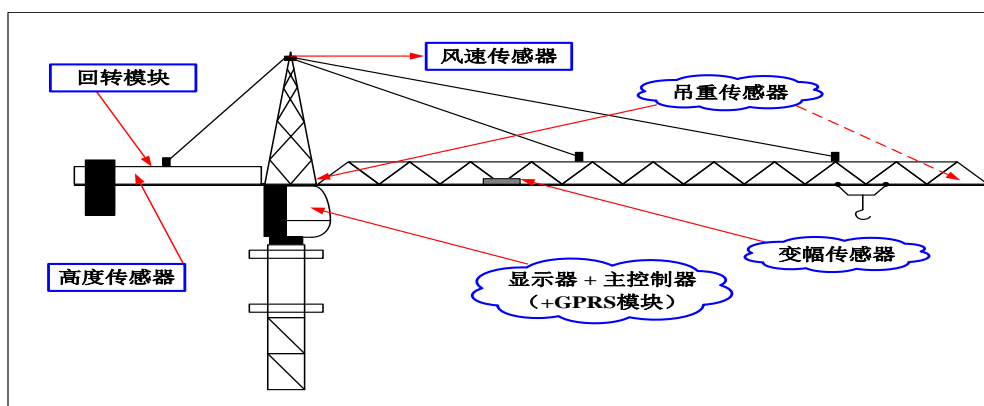 风速传感器
回转模块
吊重传感器
变幅传感器
高度传感器
显示器 + 主控制器
（+GPRS模块）